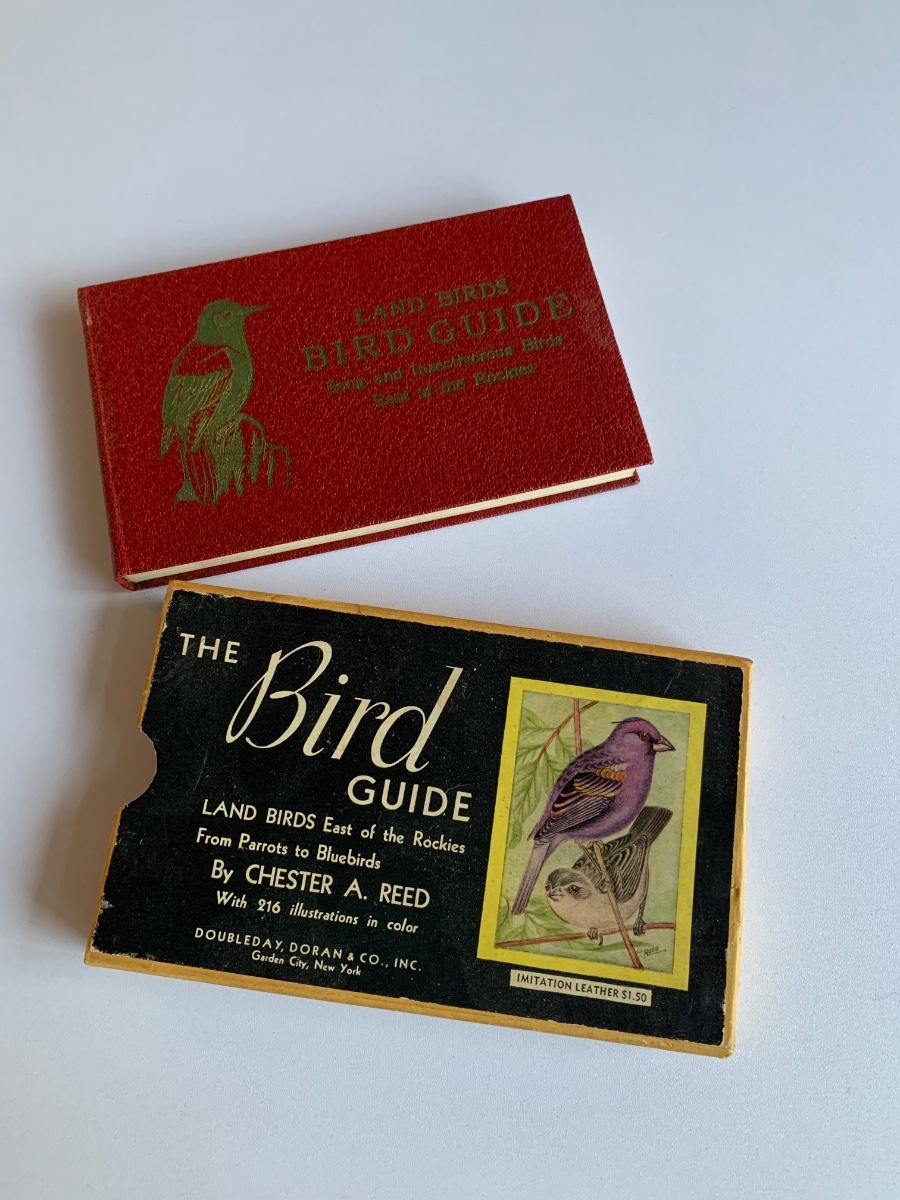 LAND BIRDS
BIRD GUIDE
Song and Insectivorous Birds
East of the Rockies
THE
Bird
GUIDE
LAND BIRDS East of the Rockies
From Parrots to Bluebirds
By CHESTER A. REED
With 216 illustrations in color
DOUBLEDAY, DORAN & CO., INC.
Garden City, New York
REED
IMITATION LEATHER $1.50